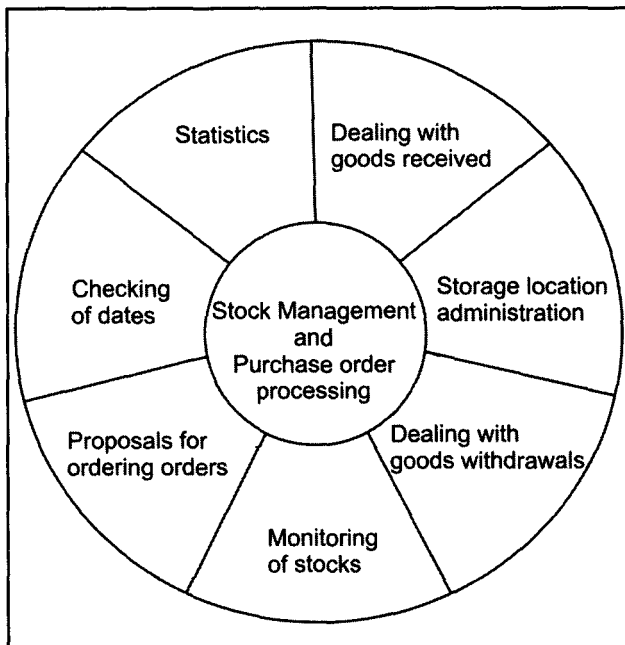 Statistics
Dealing with
goods received
Storage location
administration
Dealing with
goods withdrawals
Monitoring
of stocks
Proposals for
ordering orders
Checking
of dates
Stock Management
and
Purchase order
processing